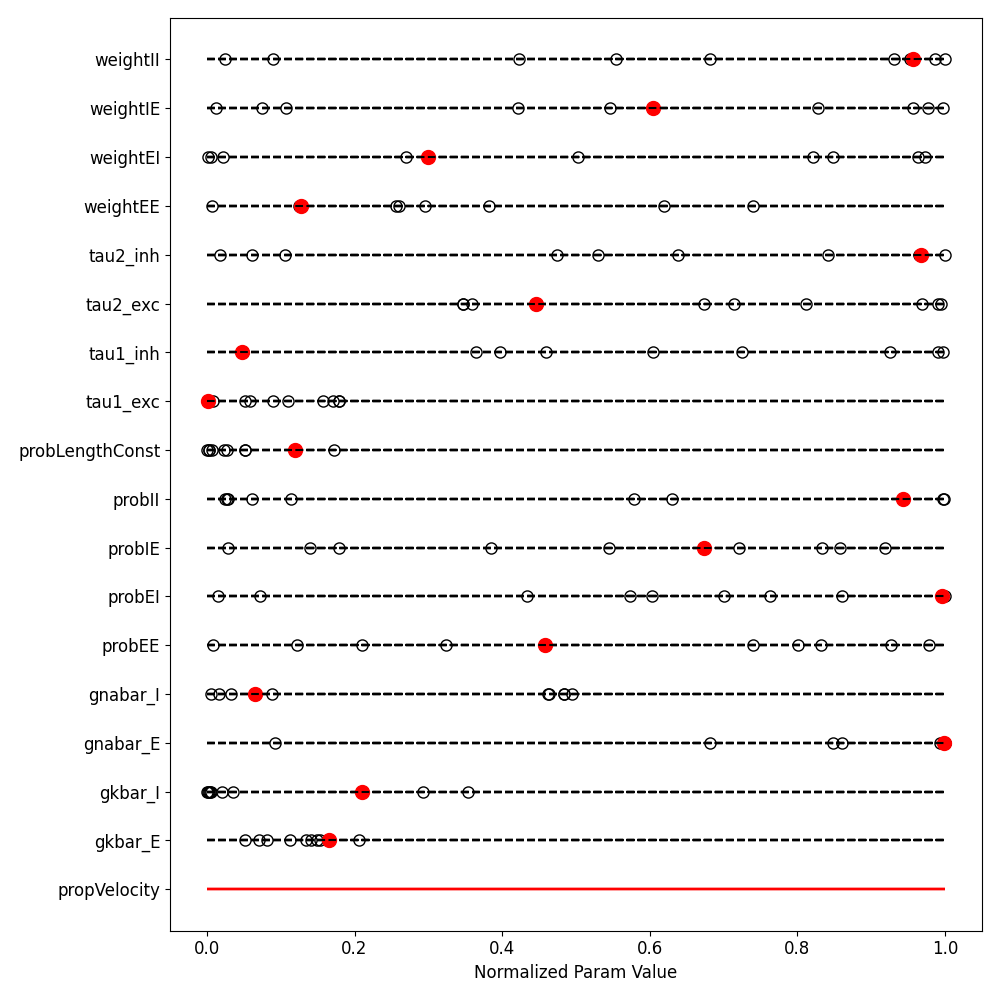 weightII
weightIE
weightEI
weightEE
tau2_inh
tau2_exc
tau1_inh
tau1_exc
probLengthConst
probII
probIE
probEI
probEE
gnabar_I
gnabar_E
gkbar_I
gkbar_E
propVelocity
0.0 0.2 0.4 0.6 0.8 1.0
Normalized Param Value